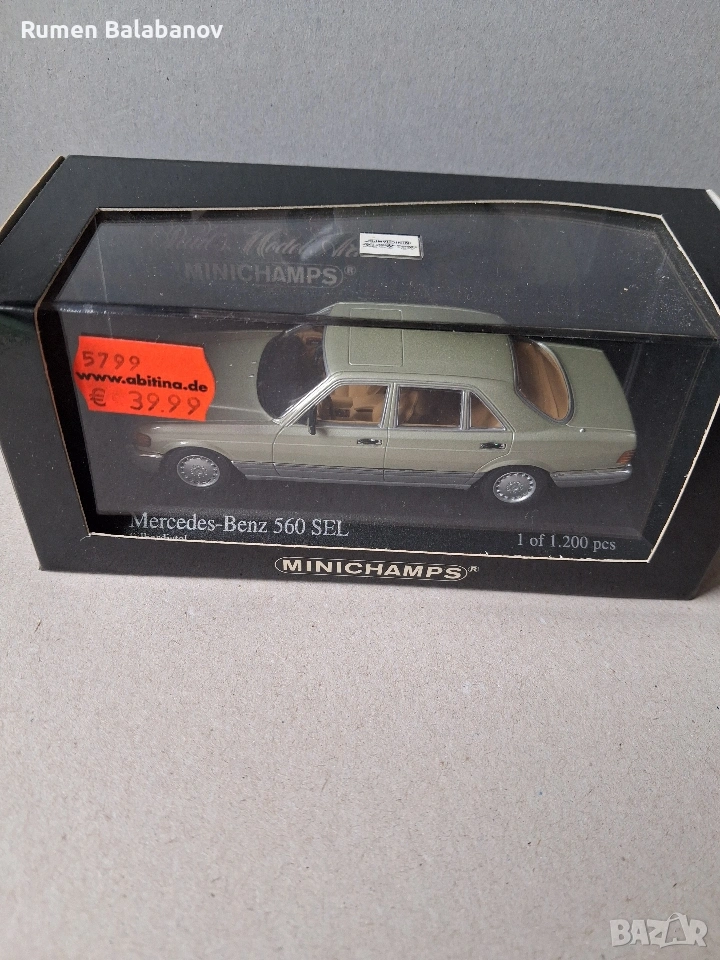 Rumen Balabanov
MINICHAMPS®
5799
www.abitina.de
€ 39.99
Mercedes-Benz 560 SEL
1 of 1.200 pcs
MINICHAMPS®
BAZAR